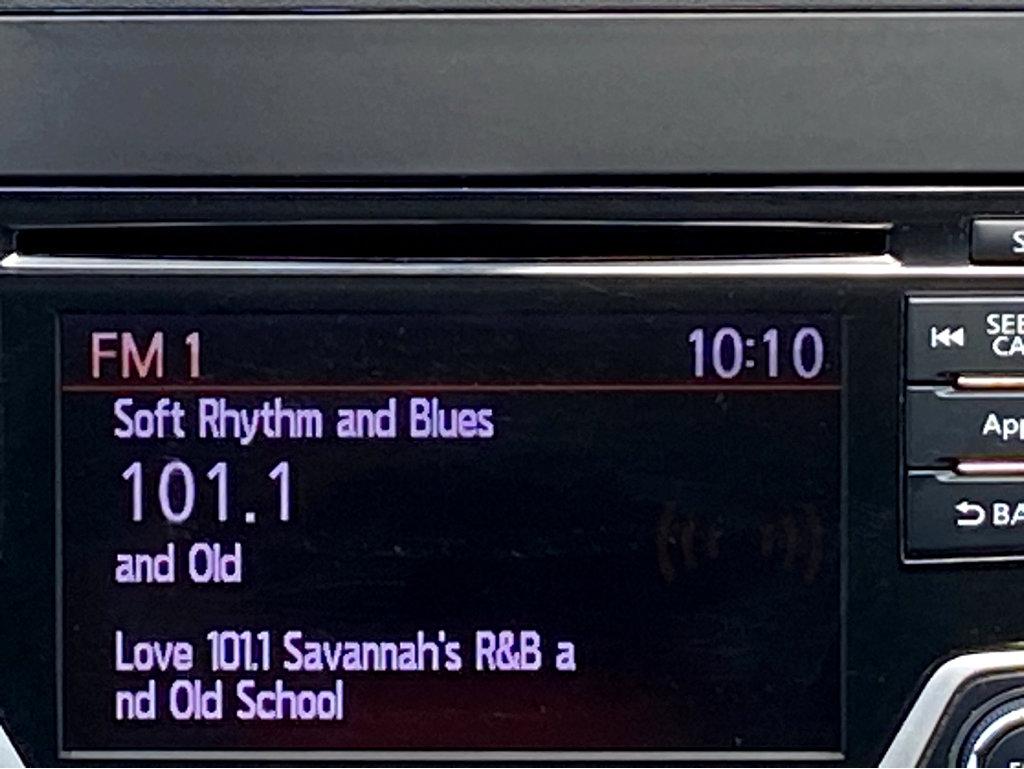 FM 1 10:10
Soft Rhythm and Blues
101.1
and Old
Love 101.1 Savannah's R&B a
nd Old School
SEE
CA
App
BA